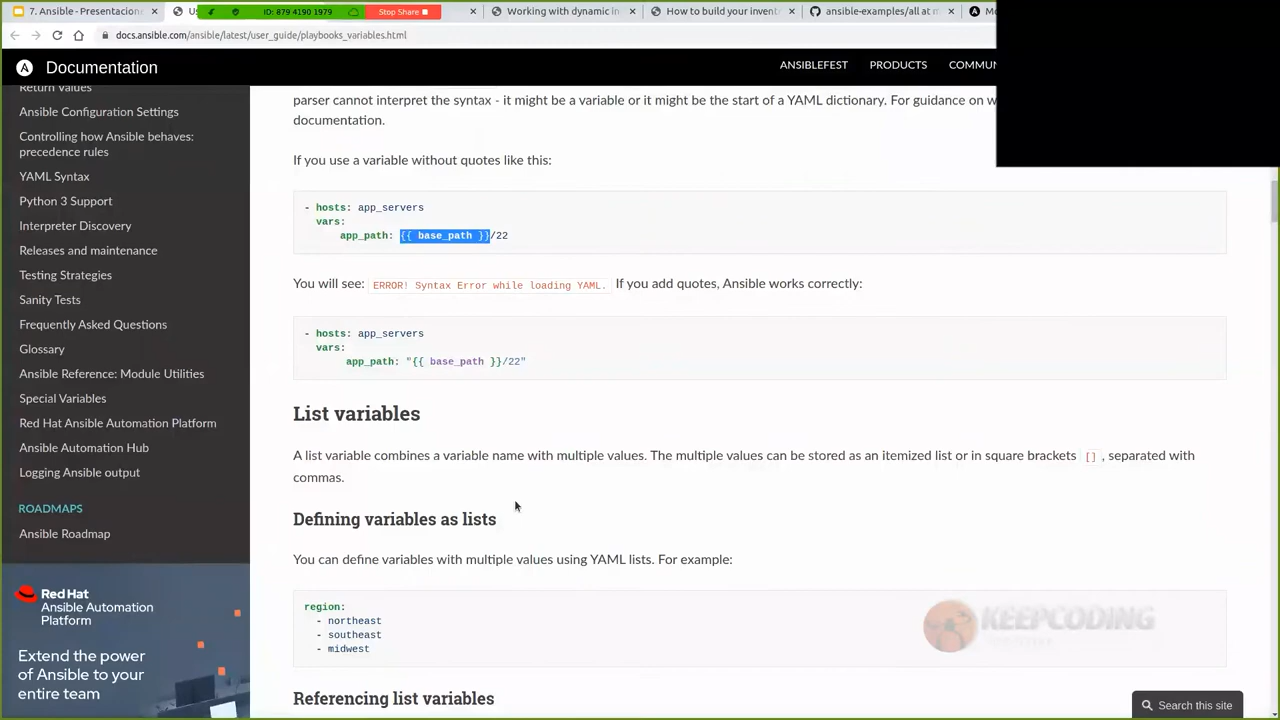 7. Ansible - Presentacion
Us
ID: 879 4190 1979
Stop Share
Working with dynamic in
How to build your invent
ansible-examples/all at m
docs.ansible.com/ansible/latest/user_guide/playbooks_variables.html
Documentation
ANSIBLEFEST
PRODUCTS
COMMUN
Return Values
Ansible Configuration Settings
Controlling how Ansible behaves:
precedence rules
YAML Syntax
Python 3 Support
Interpreter Discovery
Releases and maintenance
Testing Strategies
Sanity Tests
Frequently Asked Questions
Glossary
Ansible Reference: Module Utilities
Special Variables
Red Hat Ansible Automation Platform
Ansible Automation Hub
Logging Ansible output
ROADMAPS
Ansible Roadmap
Red Hat
Ansible Automation
Platform
Extend the power
of Ansible to your
entire team
parser cannot interpret the syntax - it might be a variable or it might be the start of a YAML dictionary. For guidance on w
documentation.
If you use a variable without quotes like this:
- hosts: app_servers
vars:
app_path: {{ base_path }}/22
You will see: ERROR! Syntax Error while loading YAML. If you add quotes, Ansible works correctly:
- hosts: app_servers
vars:
app_path: "{{ base_path }}/22"
List variables
A list variable combines a variable name with multiple values. The multiple values can be stored as an itemized list or in square brackets [] , separated with
commas.
Defining variables as lists
You can define variables with multiple values using YAML lists. For example:
region:
- northeast
- southeast
- midwest
KEEPCODING
Referencing list variables
Search this site